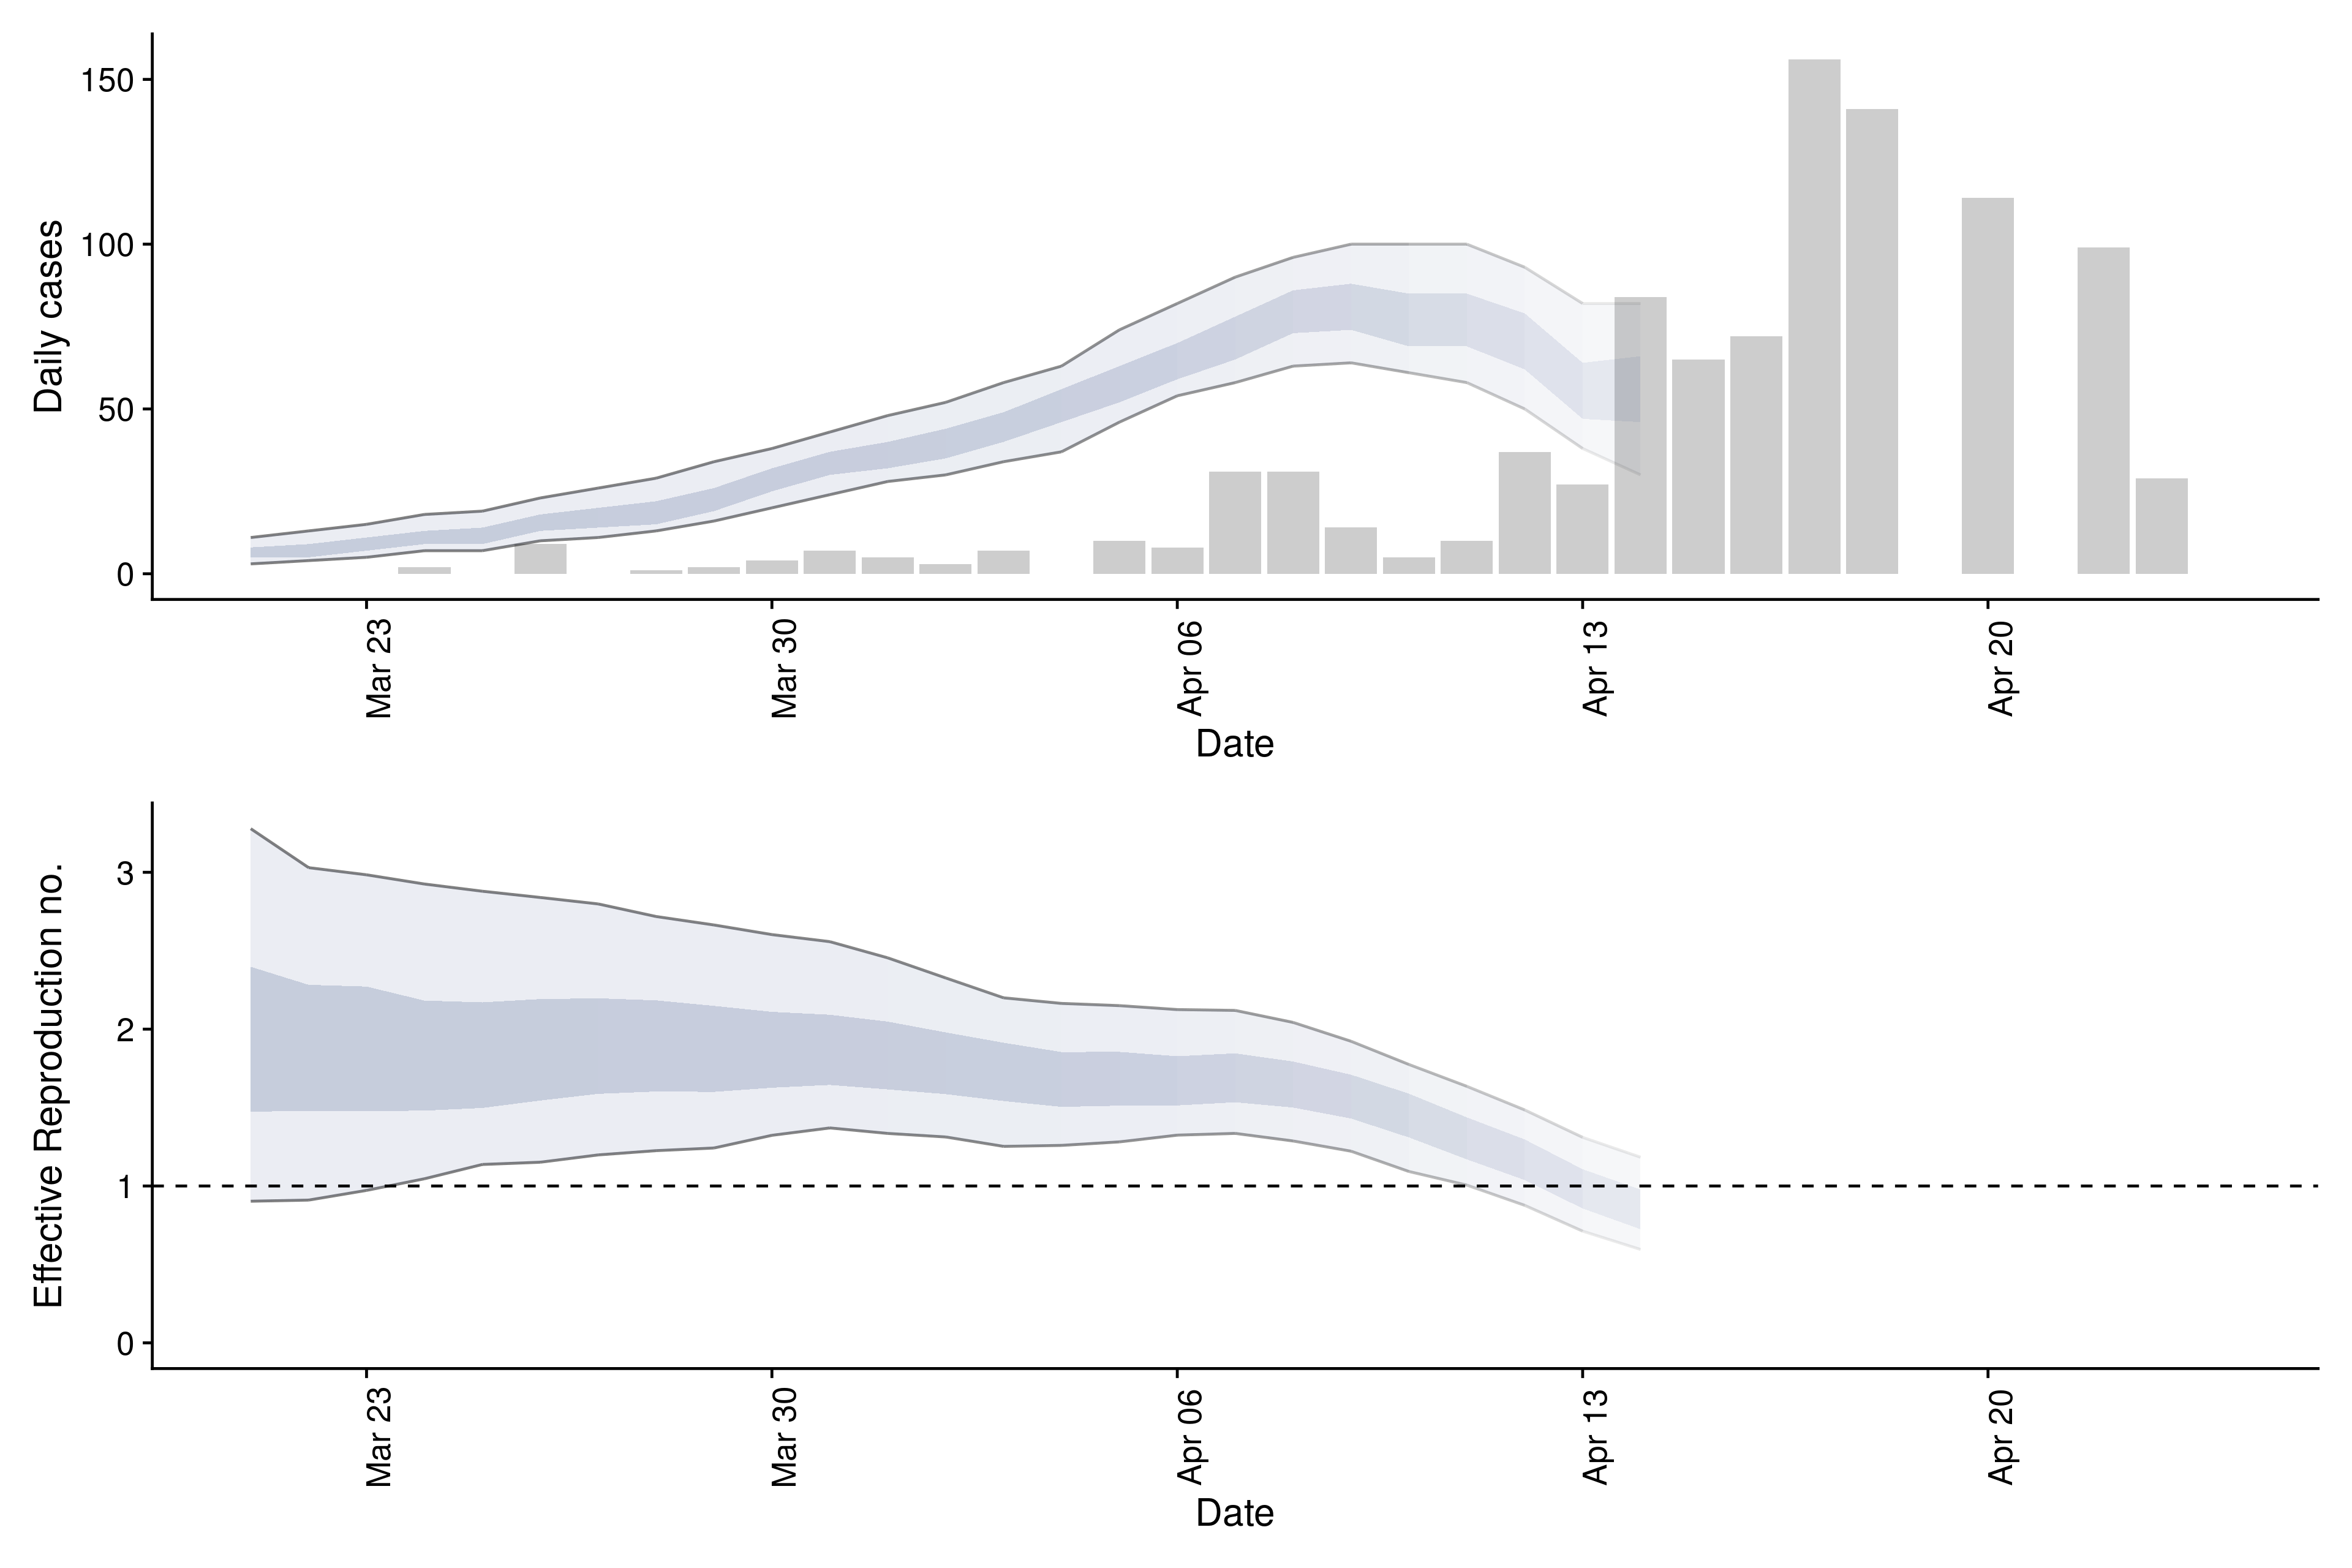 Daily cases
150
100
50
0
Mar 23
Mar 30
Apr 06
Apr 13
Apr 20
Date
Effective Reproduction no.
3
2
1
0
Mar 23
Mar 30
Apr 06
Apr 13
Apr 20
Date